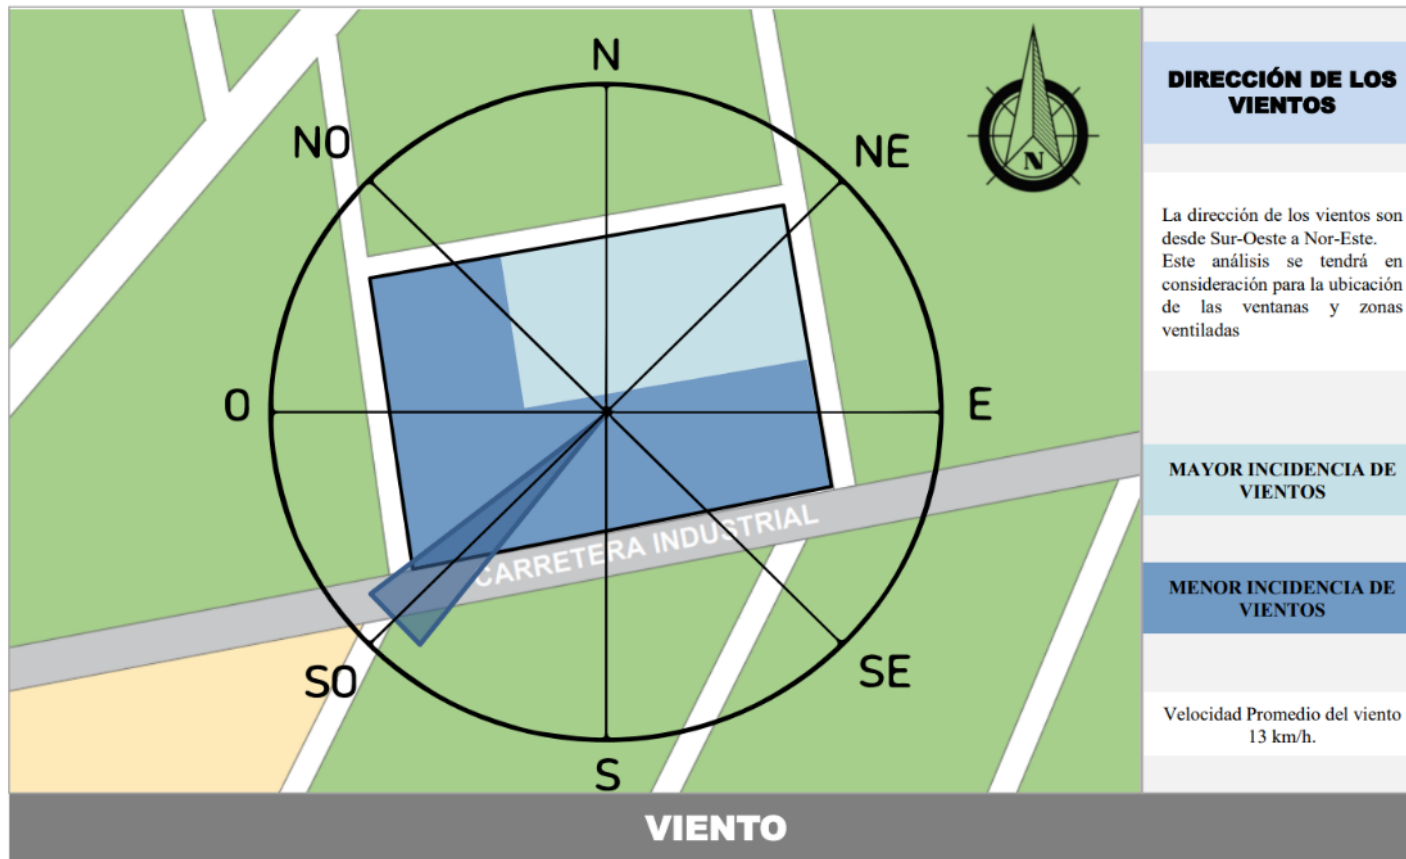 N
NO
NE
N
O
E
CARRETERA INDUSTRIAL
SO
SE
S
DIRECCIÓN DE LOS
VIENTOS
La dirección de los vientos son
desde Sur-Oeste a Nor-Este.
Este análisis se tendrá en
consideración para la ubicación
de las ventanas y zonas
ventiladas
MAYOR INCIDENCIA DE
VIENTOS
MENOR INCIDENCIA DE
VIENTOS
Velocidad Promedio del viento
13 km/h.
VIENTO